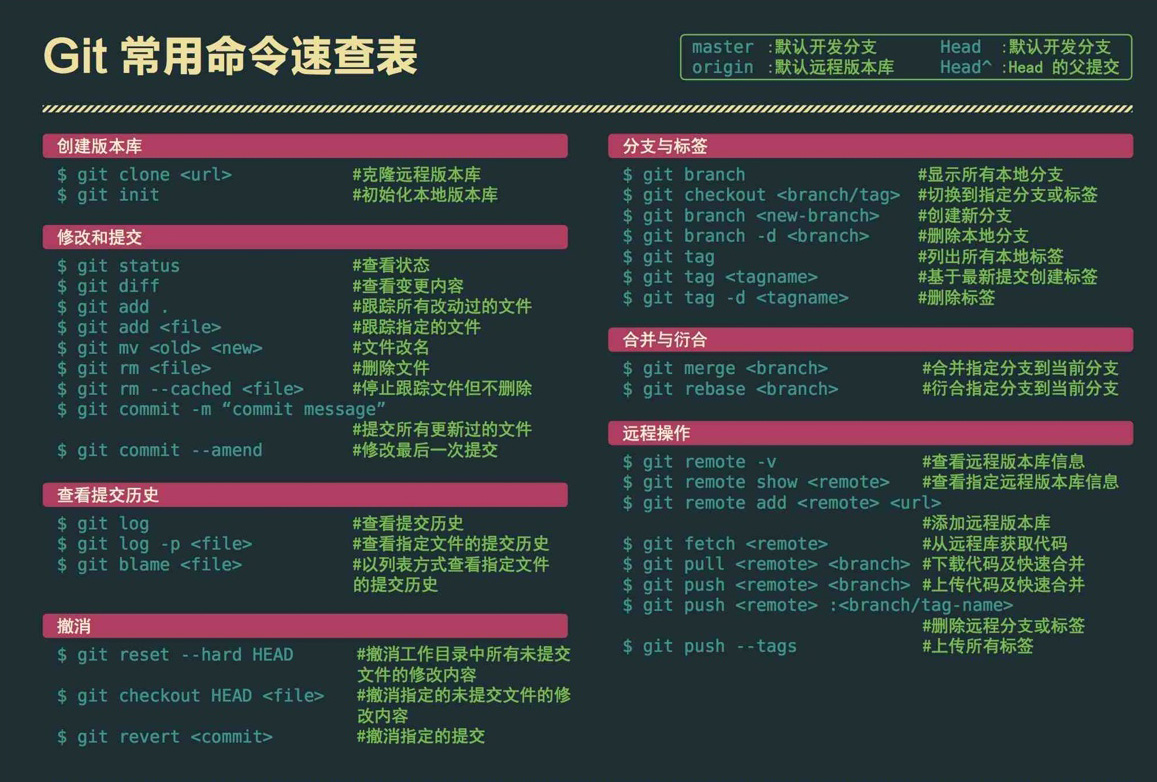 Git 常用命令速查表
master :默认开发分支 Head :默认开发分支
origin :默认远程版本库 Head^ :Head 的父提交
创建版本库
$ git clone <url> #克隆远程版本库
$ git init #初始化本地版本库
修改和提交
$ git status #查看状态
$ git diff #查看变更内容
$ git add . #跟踪所有改动过的文件
$ git add <file> #跟踪指定的文件
$ git mv <old> <new> #文件改名
$ git rm <file> #删除文件
$ git rm --cached <file> #停止跟踪文件但不删除
$ git commit -m “commit message”
#提交所有更新过的文件
$ git commit --amend #修改最后一次提交
查看提交历史
$ git log #查看提交历史
$ git log -p <file> #查看指定文件的提交历史
$ git blame <file> #以列表方式查看指定文件
的提交历史
撤消
$ git reset --hard HEAD #撤消工作目录中所有未提交
文件的修改内容
$ git checkout HEAD <file> #撤消指定的未提交文件的修
改内容
$ git revert <commit> #撤消指定的提交
分支与标签
$ git branch #显示所有本地分支
$ git checkout <branch/tag> #切换到指定分支或标签
$ git branch <new-branch> #创建新分支
$ git branch -d <branch> #删除本地分支
$ git tag #列出所有本地标签
$ git tag <tagname> #基于最新提交创建标签
$ git tag -d <tagname> #删除标签
合并与衍合
$ git merge <branch> #合并指定分支到当前分支
$ git rebase <branch> #衍合指定分支到当前分支
远程操作
$ git remote -v #查看远程版本库信息
$ git remote show <remote> #查看指定远程版本库信息
$ git remote add <remote> <url>
#添加远程版本库
$ git fetch <remote> #从远程库获取代码
$ git pull <remote> <branch> #下载代码及快速合并
$ git push <remote> <branch> #上传代码及快速合并
$ git push <remote> :<branch/tag-name>
#删除远程分支或标签
$ git push --tags #上传所有标签